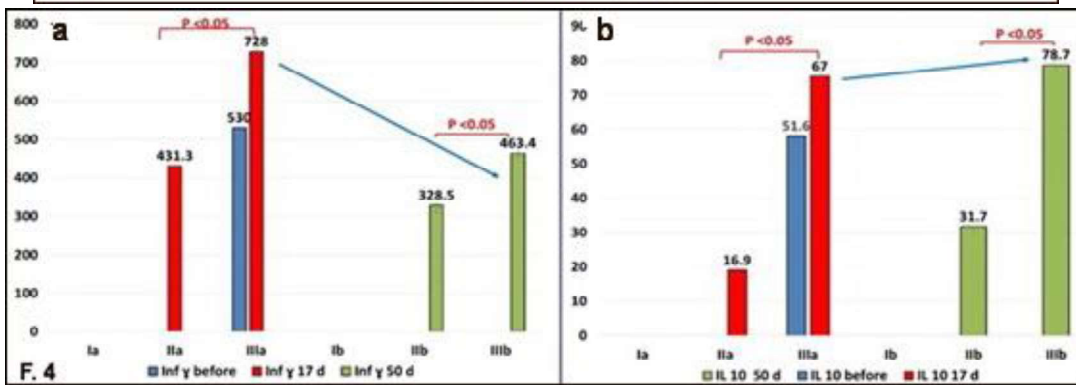 a
800
700
600
500
400
300
200
100
0
P <0.05
728
530
431.3
P <0.05
463.4
328.5
Ia IIa IIIa Ib IIb IIIb
F. 4
Inf γ before Inf γ 17 d Inf γ 50 d
b
80
70
60
50
40
30
20
10
0
P <0.05
67
51.6
16.9
P <0.05
78.7
31.7
Ia IIa IIIa Ib IIb IIIb
IL 10 50 d IL 10 before IL 10 17 d